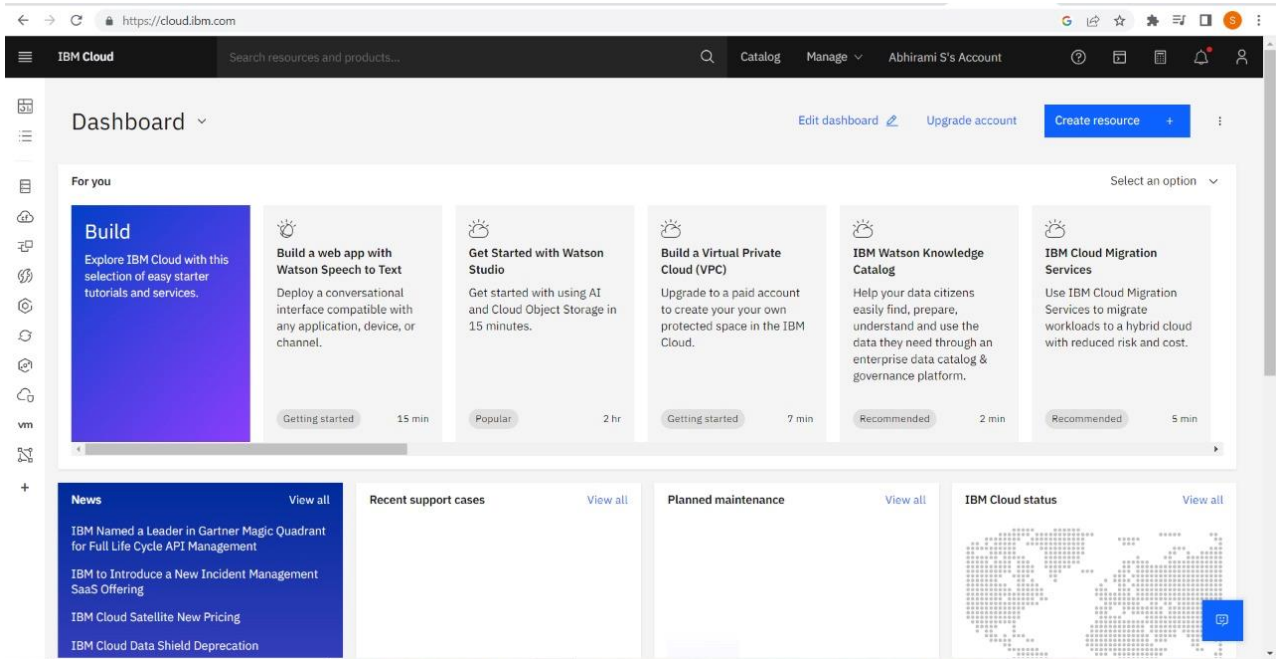 https://cloud.ibm.com
S
IBM Cloud
Search resources and products...
Catalog
Manage
Abhirami S's Account
Dashboard
Edit dashboard
Upgrade account
Create resource +
For you
Select an option
Build
Explore IBM Cloud with this
selection of easy starter
tutorials and services.
Build a web app with
Watson Speech to Text
Deploy a conversational
interface compatible with
any application, device, or
channel.
Getting started 15 min
Get Started with Watson
Studio
Get started with using AI
and Cloud Object Storage in
15 minutes.
Popular 2 hr
Build a Virtual Private
Cloud (VPC)
Upgrade to a paid account
to create your your own
protected space in the IBM
Cloud.
Getting started 7 min
IBM Watson Knowledge
Catalog
Help your data citizens
easily find, prepare,
understand and use the
data they need through an
enterprise data catalog &
governance platform.
Recommended 2 min
IBM Cloud Migration
Services
Use IBM Cloud Migration
Services to migrate
workloads to a hybrid cloud
with reduced risk and cost.
Recommended 5 min
vm
News View all
IBM Named a Leader in Gartner Magic Quadrant
for Full Life Cycle API Management
IBM to Introduce a New Incident Management
SaaS Offering
IBM Cloud Satellite New Pricing
IBM Cloud Data Shield Deprecation
Recent support cases View all
Planned maintenance View all
IBM Cloud status View all